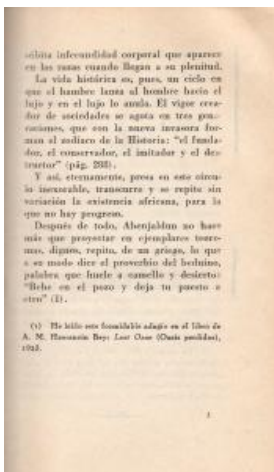 súbita infecundidad corporal que aparece
en las razas cuando llegan a su plenitud.
La vida histórica es, pues, un ciclo en
que el hambre lanza al hombre hacia el
lujo y en el lujo lo anula. El vigor crea-
dor de sociedades se agota en tres gene-
raciones, que con la nueva invasora for-
man el zodíaco de la Historia: "el funda-
dor, el conservador, el imitador y el des-
tructor" (pág. 288).
Y así, eternamente, presa en este círcu-
lo inexorable, transcurre y se repite sin
variación la existencia africana, para la
que no hay progreso.
Después de todo, Abenjaldun no hace
más que proyectar en ejemplares teore-
mas, dignos, repito, de un griego, lo que
a su modo dice el proverbio del beduino,
palabra que huele a camello y desierto:
"Bebe en el pozo y deja tu puesto a
otro" (1).
(1) He leído este formidable adagio en el libro de
A. M. Hassanein Bey: Lost Oases (Oasis perdidos),
1925.